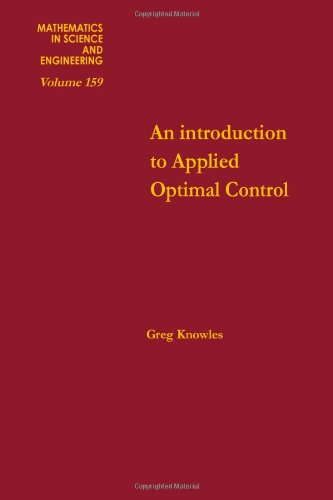 MATHEMATICS
IN SCIENCE
AND
ENGINEERING
Volume 159
An introduction
to Applied
Optimal Control
Greg Knowles